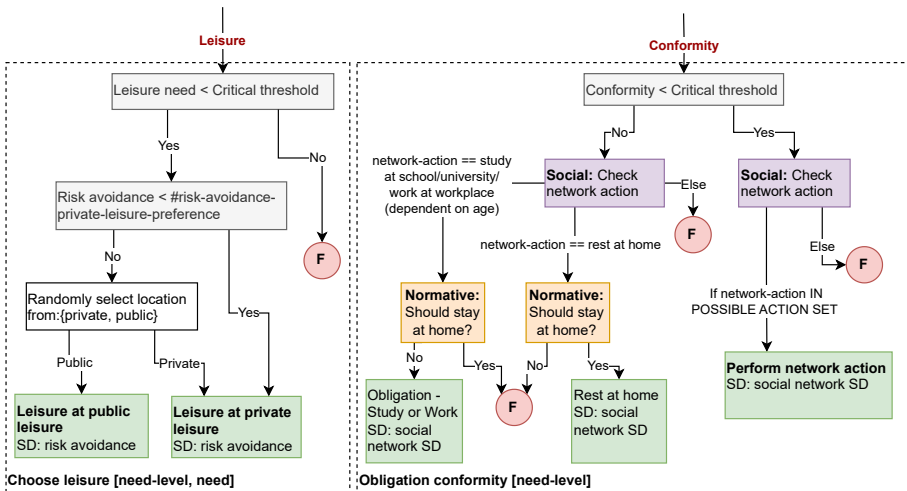 Leisure
Leisure need < Critical threshold
Yes
No
Risk avoidance < #risk-avoidance-
private-leisure-preference
F
No
Yes
Randomly select location
from:{private, public}
Public
Private
Leisure at public
leisure
SD: risk avoidance
Leisure at private
leisure
SD: risk avoidance
Choose leisure [need-level, need]
Conformity
Conformity < Critical threshold
No
Yes
network-action == study
at school/university/
work at workplace
(dependent on age)
Social: Check
network action
Else
F
Social: Check
network action
Else
F
network-action == rest at home
Normative:
Should stay
at home?
Normative:
Should stay
at home?
If network-action IN
POSSIBLE ACTION SET
No
Yes
No
Yes
F
Obligation -
Study or Work
SD: social
network SD
Rest at home
SD: social
network SD
Perform network action
SD: social network SD
Obligation conformity [need-level]